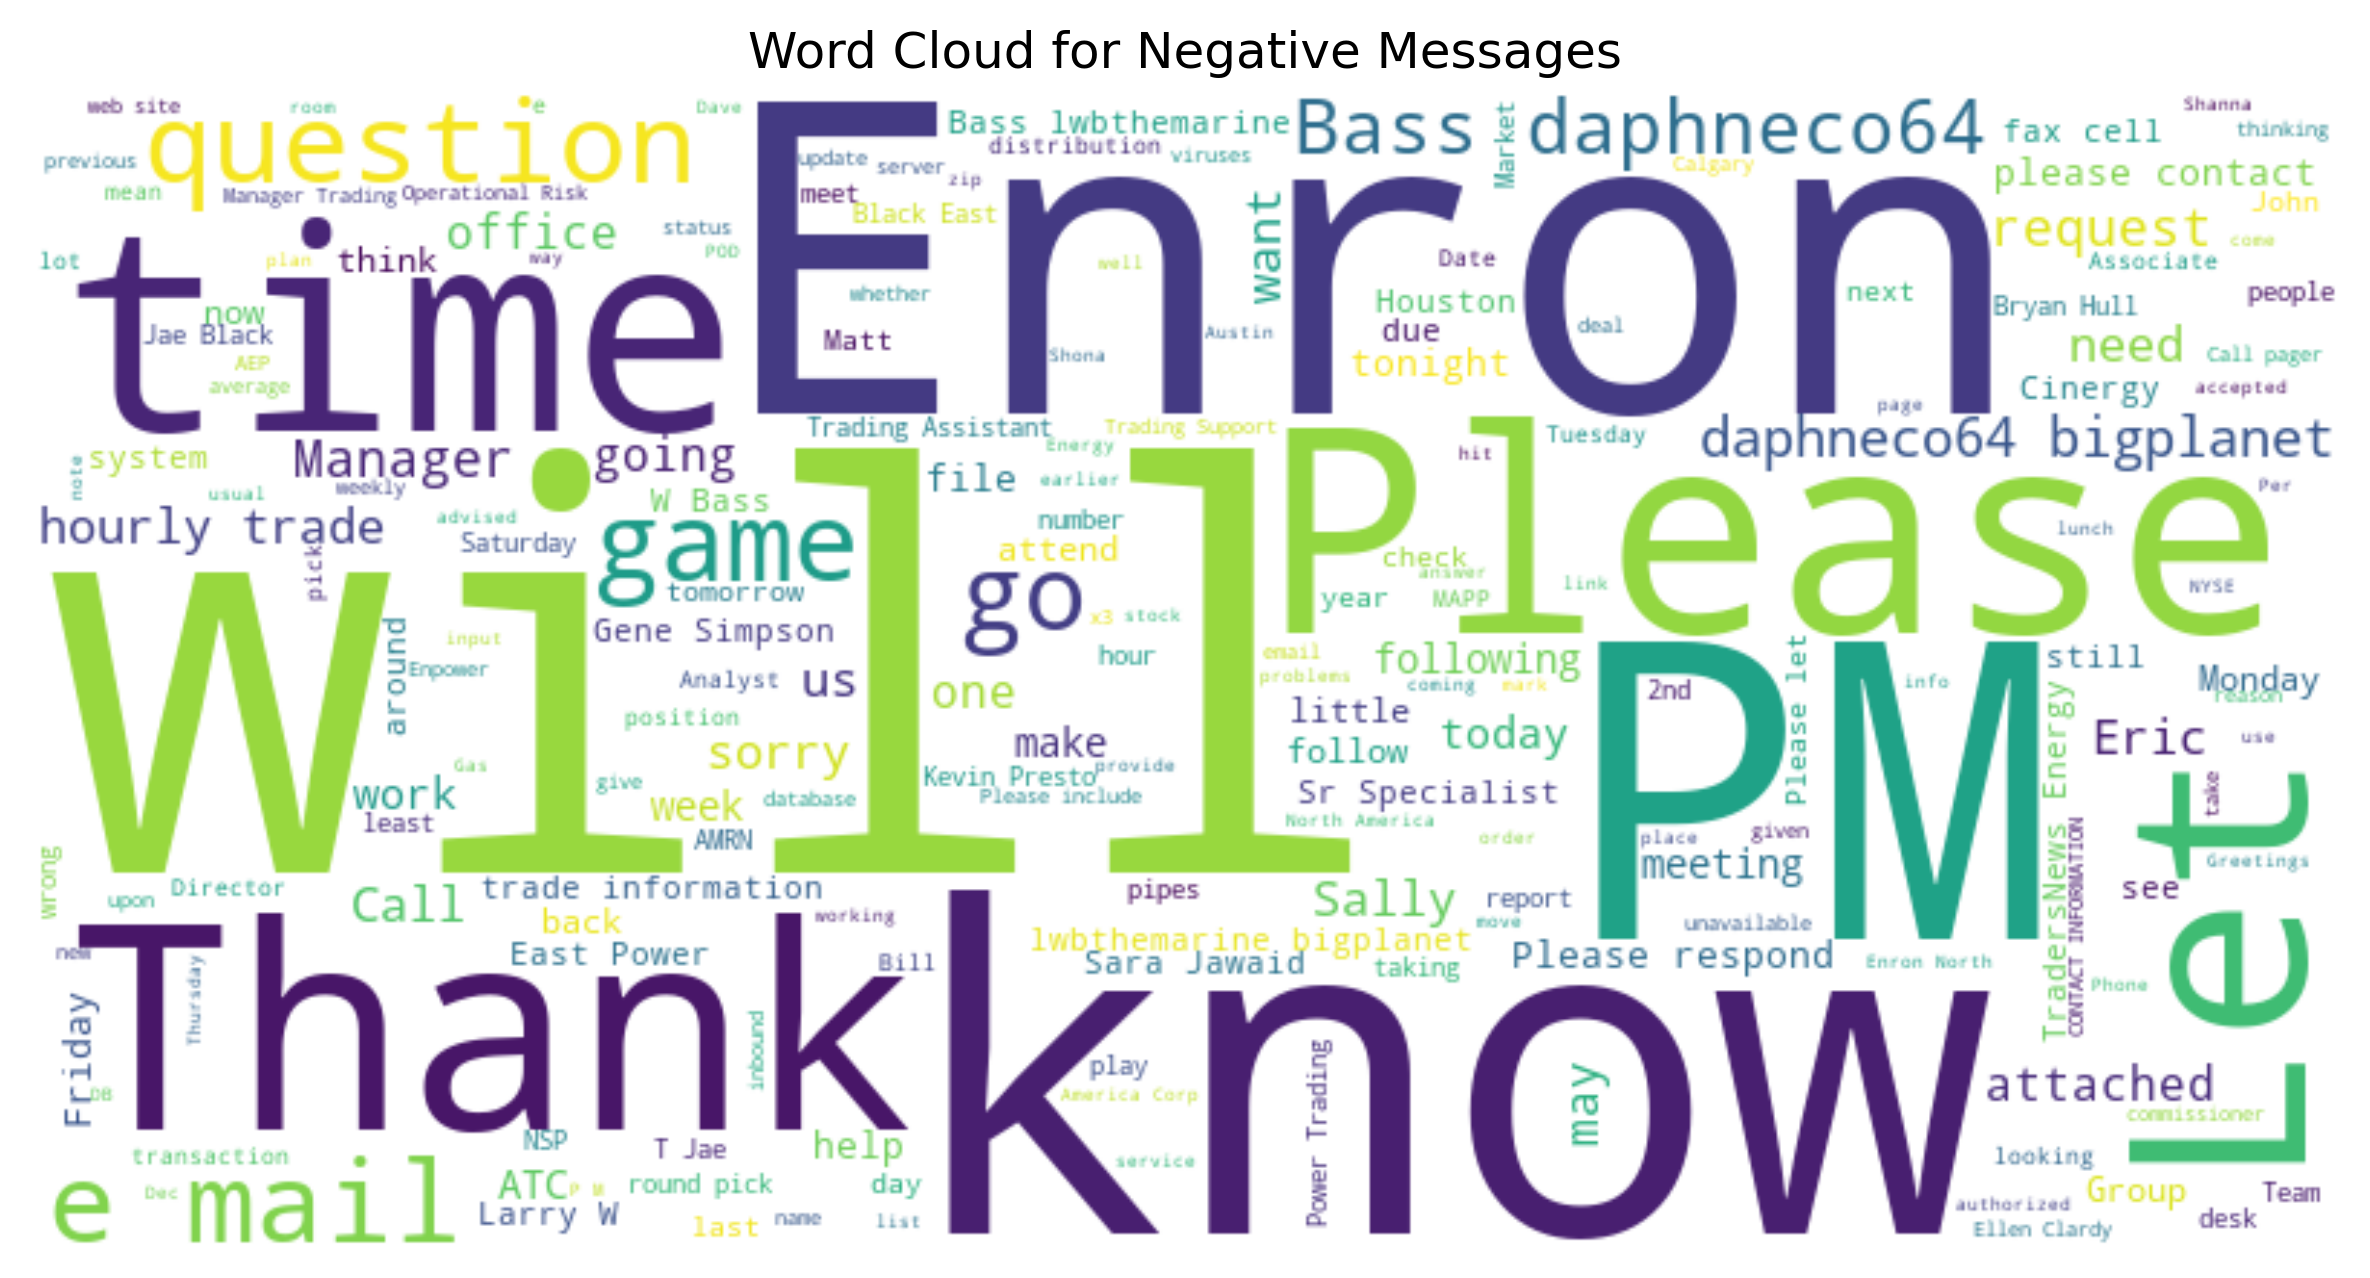 Word Cloud for Negative Messages
web site
room
e
Dave
question
previous
mean
Manager Trading
Operational Risk
office
status
POD
lot
plan
think
way
time
now
Jae Black
AEP
average
Enron
Bass lwbthemarine
distribution
viruses
update
server
zip
meet
Black East
want
well
whether
Matt
Shona
Austin
Bass daphneco64
Market
Calgary
Date
Houston
due
tonight
deal
next
page
Shanna
thinking
fax cell
please contact
John
request
come
Associate
Bryan Hull
people
need
Call pager
Cinergy
accepted
Manager
going
system
note
usual
weekly
Trading Assistant
Trading Support
Energy
file
earlier
hit
Tuesday
daphneco64 bigplanet
Per
Please
W Bass
hourly trade
advised
Saturday
pick
game
tomorrow
number
attend
go
check
answer
MAPP
year
link
lunch
NYSE
x3
stock
Will
around
input
Enpower
Gene Simpson
Analyst
us
position
sorry
Gas
give
work
least
week
database
AMRN
one
hour
make
Kevin Presto
provide
Please include
email
problems
following
coming
mark
little
follow
today
Sr Specialist
North America
order
PM
2nd
Please let
info
place
given
meeting
unavailable
still
Monday
reason
TradersNews Energy
Eric
use
take
Let
Greetings
CONTACT INFORMATION
see
Phone
wrong
upon
Director
Call
trade information
back
working
East Power
Bill
pipes
Sally
report
move
lwbthemarine bigplanet
Sara Jawaid
taking
Please respond
Enron North
new
Thursday
Thank
Friday
DB
inbound
know
play
America Corp
service
Power Trading
may
attached
commissioner
looking
Group
Team
authorized
desk
Ellen Clardy
transaction
Dec
e mail
NSP
ATC
P M
Larry W
T Jae
round pick
last
name
help
day
list